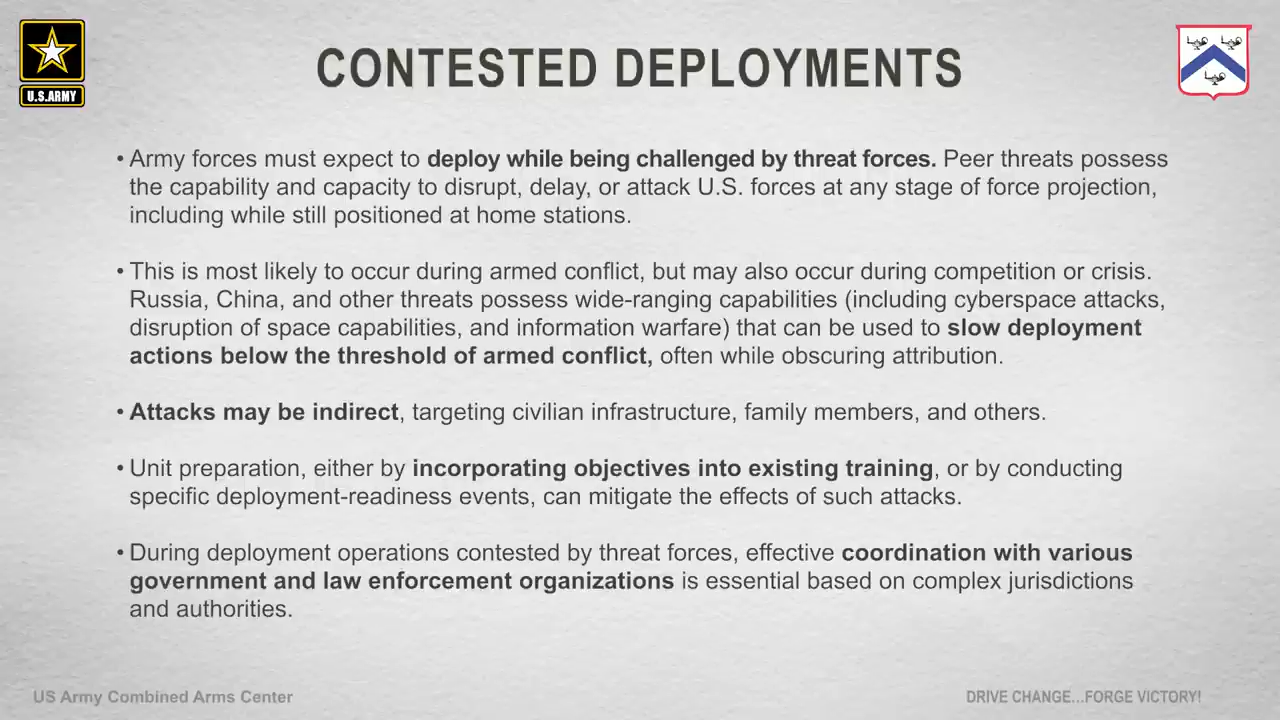 CONTESTED DEPLOYMENTS
U.S.ARMY
• Army forces must expect to deploy while being challenged by threat forces. Peer threats possess
the capability and capacity to disrupt, delay, or attack U.S. forces at any stage of force projection,
including while still positioned at home stations.
• This is most likely to occur during armed conflict, but may also occur during competition or crisis.
Russia, China, and other threats possess wide-ranging capabilities (including cyberspace attacks,
disruption of space capabilities, and information warfare) that can be used to slow deployment
actions below the threshold of armed conflict, often while obscuring attribution.
• Attacks may be indirect, targeting civilian infrastructure, family members, and others.
• Unit preparation, either by incorporating objectives into existing training, or by conducting
specific deployment-readiness events, can mitigate the effects of such attacks.
• During deployment operations contested by threat forces, effective coordination with various
government and law enforcement organizations is essential based on complex jurisdictions
and authorities.
US Army Combined Arms Center
DRIVE CHANGE...FORGE VICTORY!